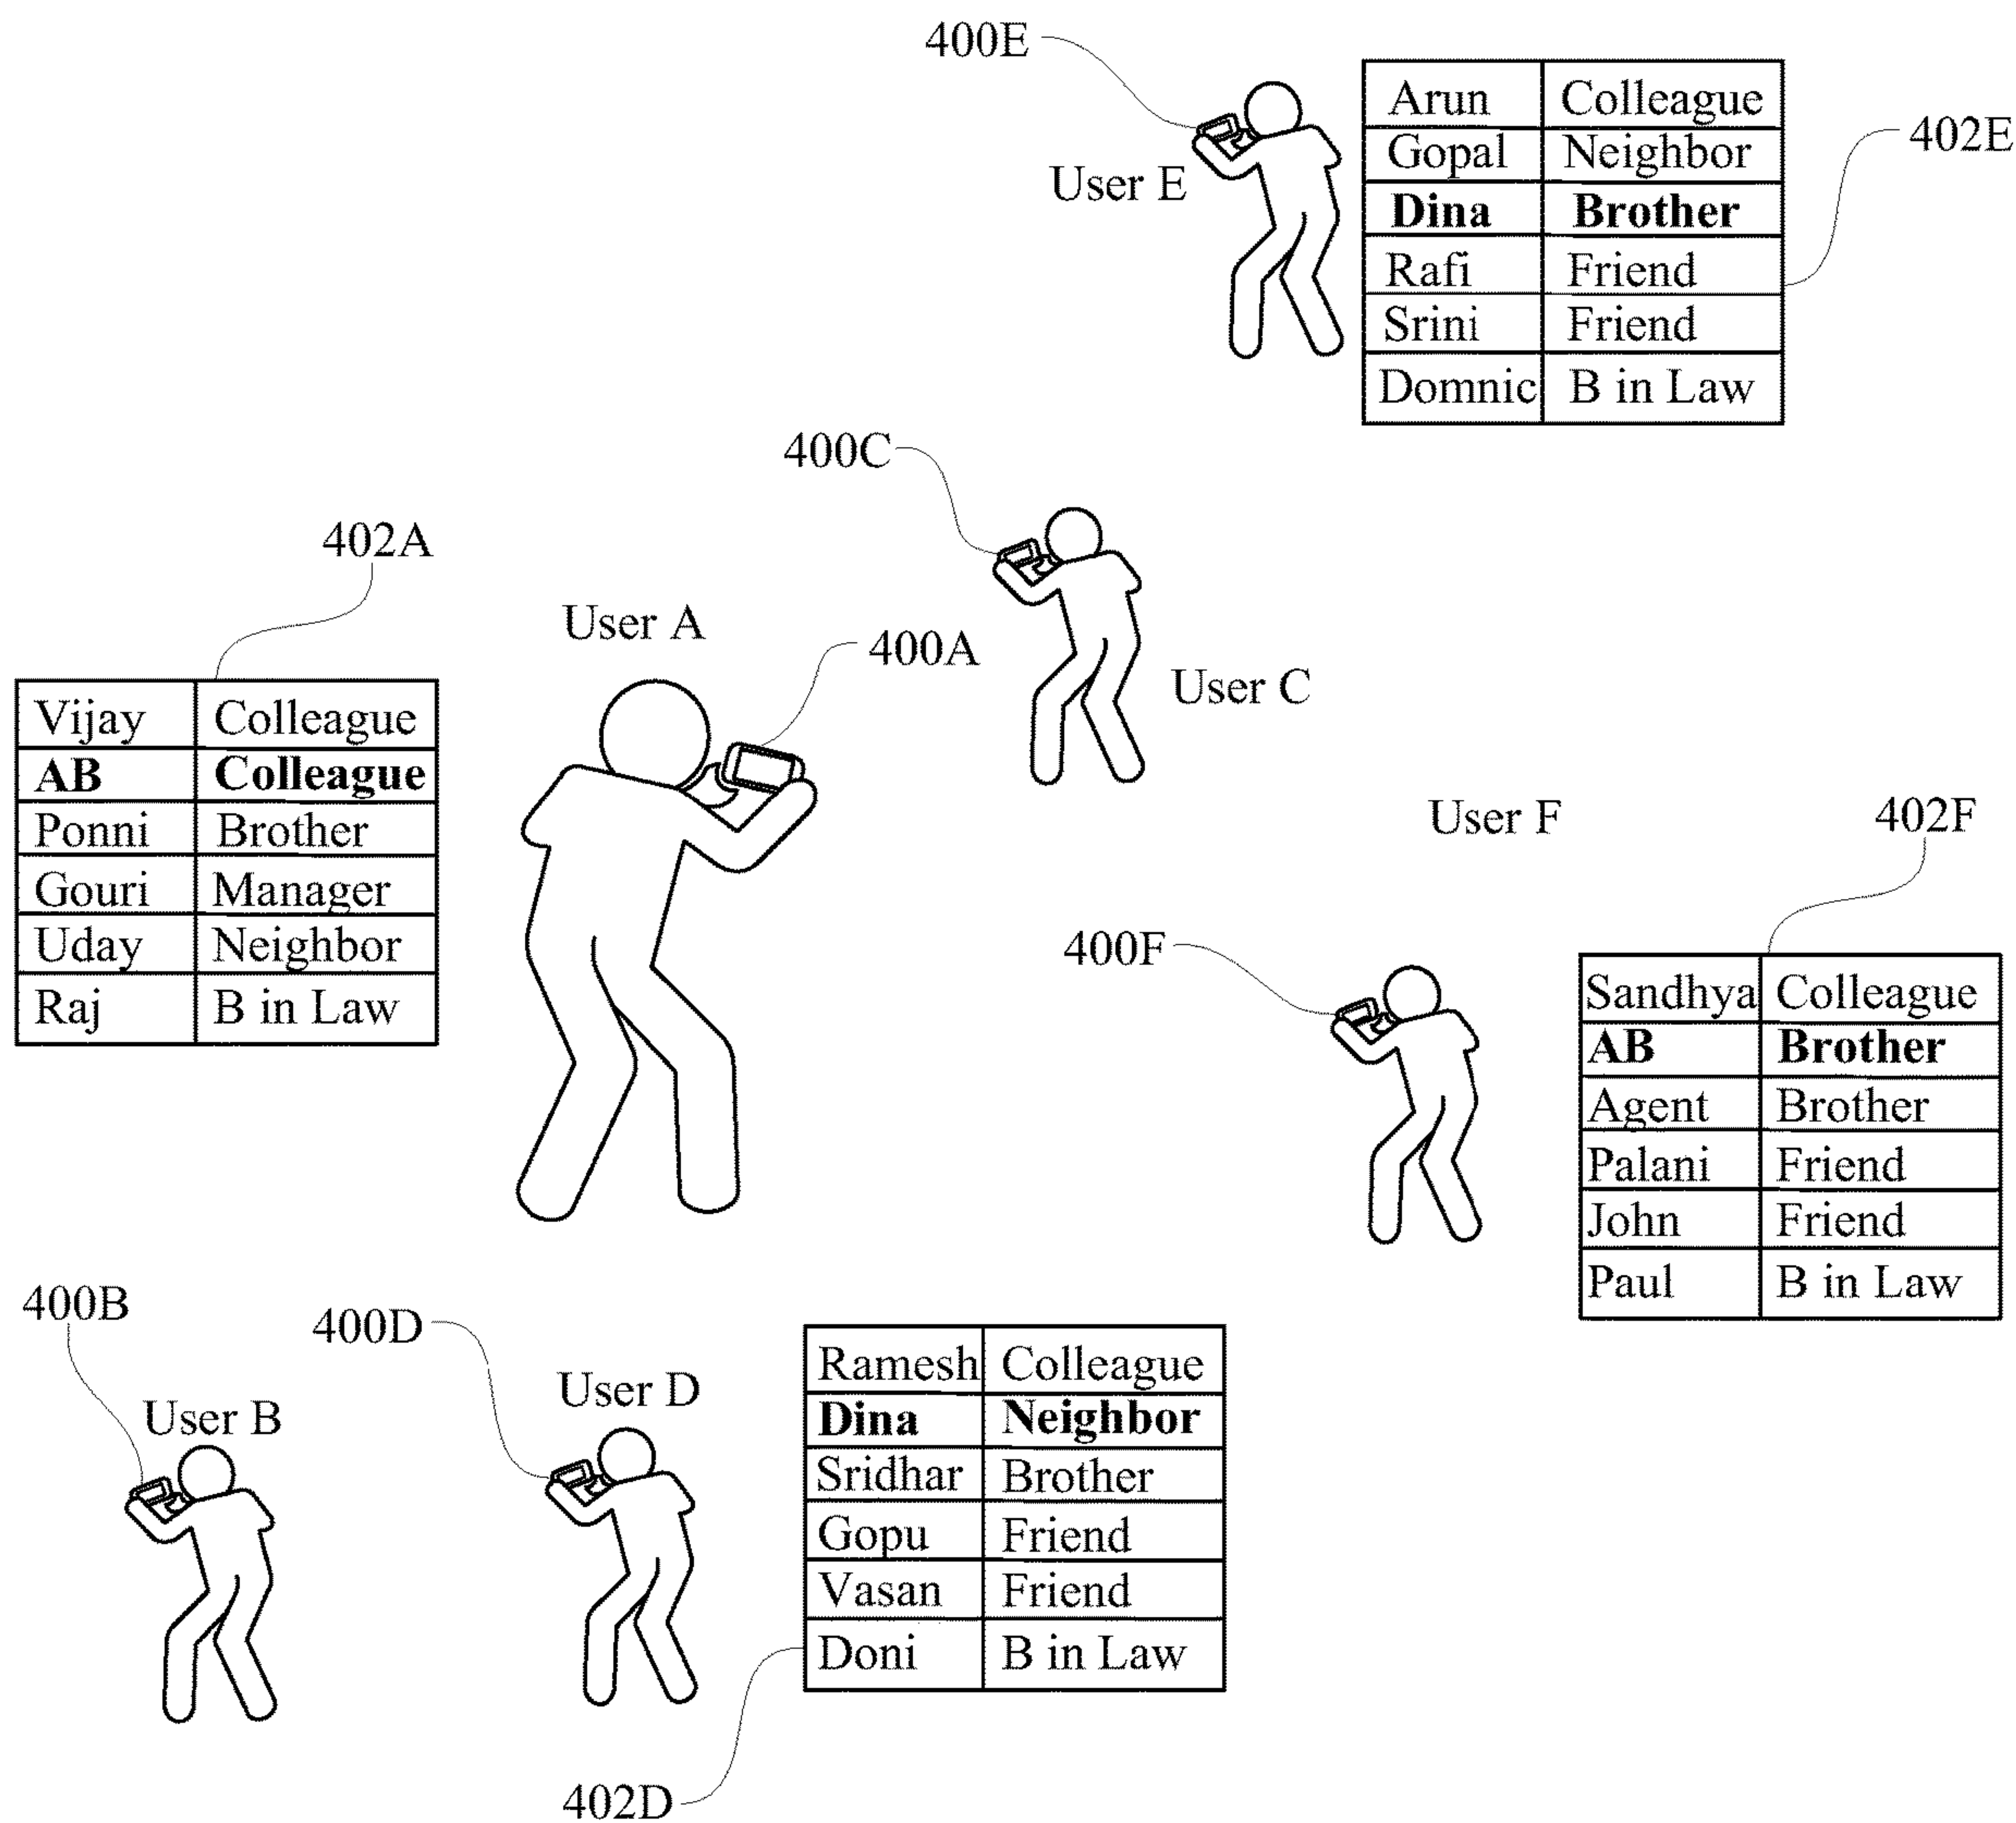 400E
User E
Arun Colleague
Gopal Neighbor
Dina Brother
Rafi Friend
Srini Friend
Domnic B in Law
402E
400C
User C
402A
User A
400A
Vijay Colleague
AB Colleague
Ponni Brother
Gouri Manager
Uday Neighbor
Raj B in Law
User F
402F
400F
Sandhya Colleague
AB Brother
Agent Brother
Palani Friend
John Friend
Paul B in Law
400B
User B
400D
User D
Ramesh Colleague
Dina Neighbor
Sridhar Brother
Gopu Friend
Vasan Friend
Doni B in Law
402D